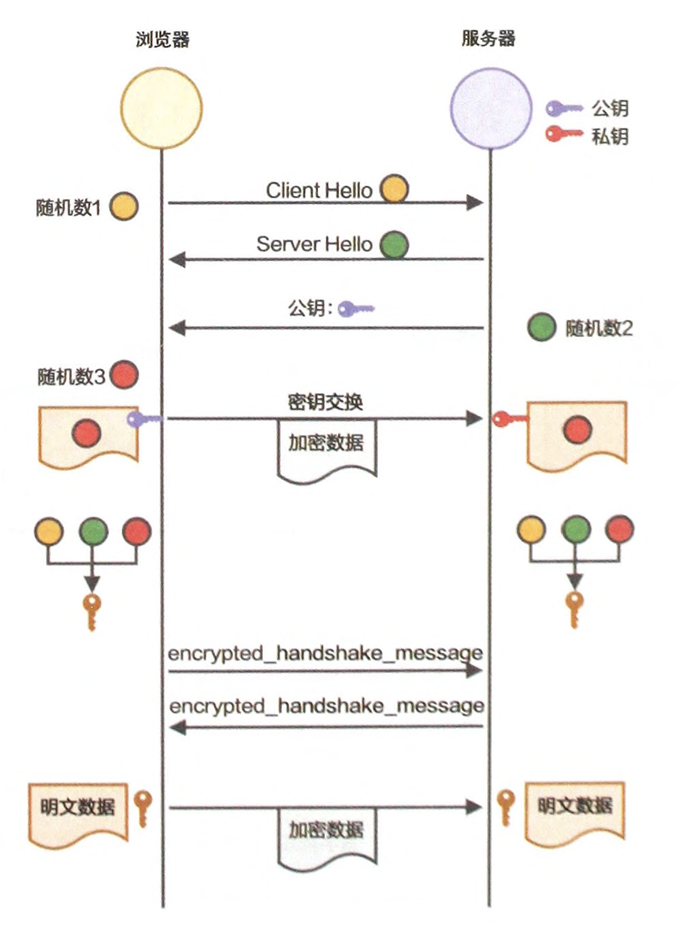 浏览器
服务器
公钥
私钥
Client Hello
随机数1
Server Hello
公钥：
随机数2
随机数3
密钥交换
加密数据
encrypted_handshake_message
encrypted_handshake_message
明文数据
加密数据
明文数据